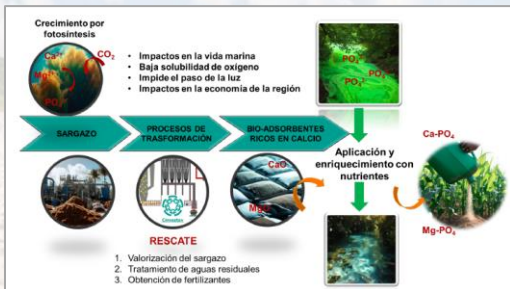 Crecimiento por
fotosíntesis
Ca
CO2
Mg
PO4
• Impactos en la vida marina
• Baja solubilidad de oxígeno
• Impide el paso de la luz
• Impactos en la economía de la región
PO4
PO4
PO4
SARGAZO
PROCESOS DE
TRASFORMACIÓN
BIO-ADSORBENTES
RICOS EN CALCIO
Aplicación y
enriquecimiento con
nutrientes
Ca-PO4
CaO
Mg-PO4
RESCATE
1. Valorización del sargazo
2. Tratamiento de aguas residuales
3. Obtención de fertilizantes